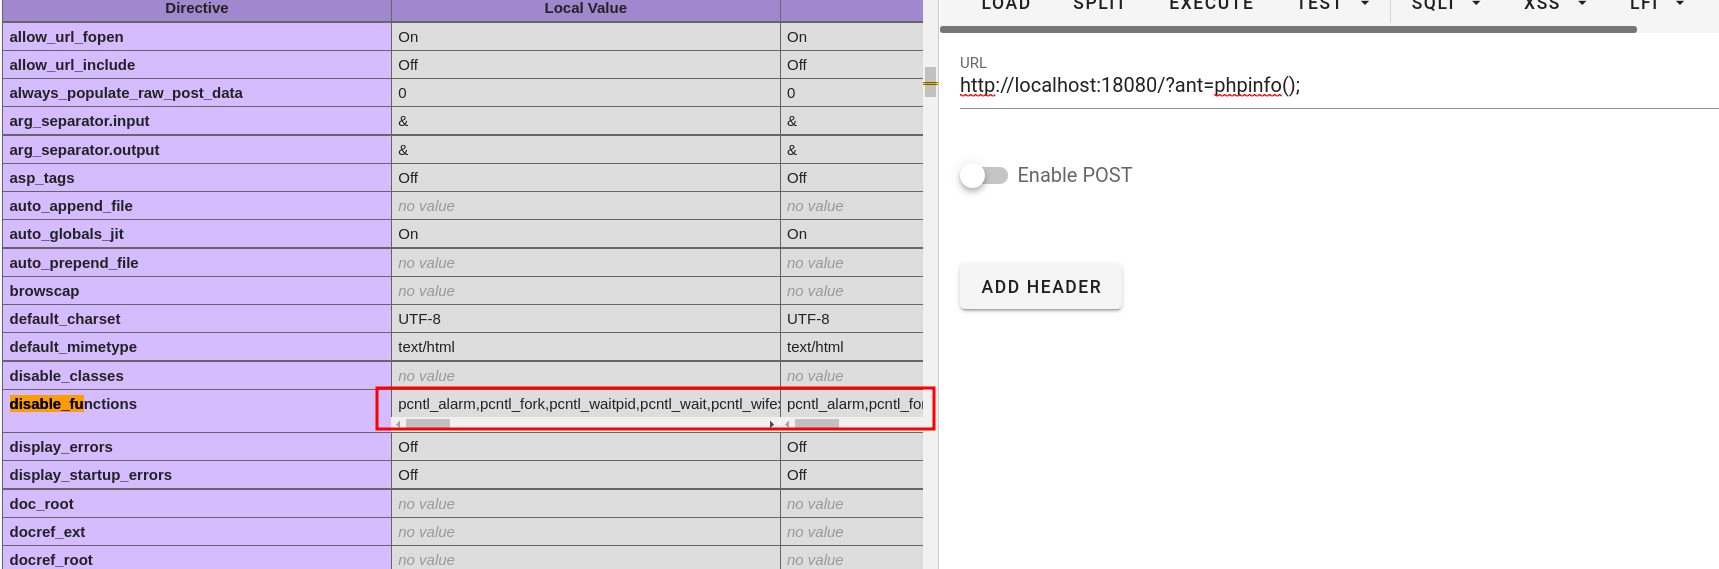 Directive Local Value
allow_url_fopen On On
allow_url_include Off Off
always_populate_raw_post_data 0 0
arg_separator.input & &
arg_separator.output & &
asp_tags Off Off
auto_append_file no value no value
auto_globals_jit On On
auto_prepend_file no value no value
browscap no value no value
default_charset UTF-8 UTF-8
default_mimetype text/html text/html
disable_classes no value no value
disable_functions pcntl_alarm,pcntl_fork,pcntl_waitpid,pcntl_wait,pcntl_wifex pcntl_alarm,pcntl_for
display_errors Off Off
display_startup_errors Off Off
doc_root no value no value
docref_ext no value no value
docref_root no value no value
LOAD SPLIT EXECUTE TEST SQLI XSS LFI
URL
http://localhost:18080/?ant=phpinfo();
Enable POST
ADD HEADER